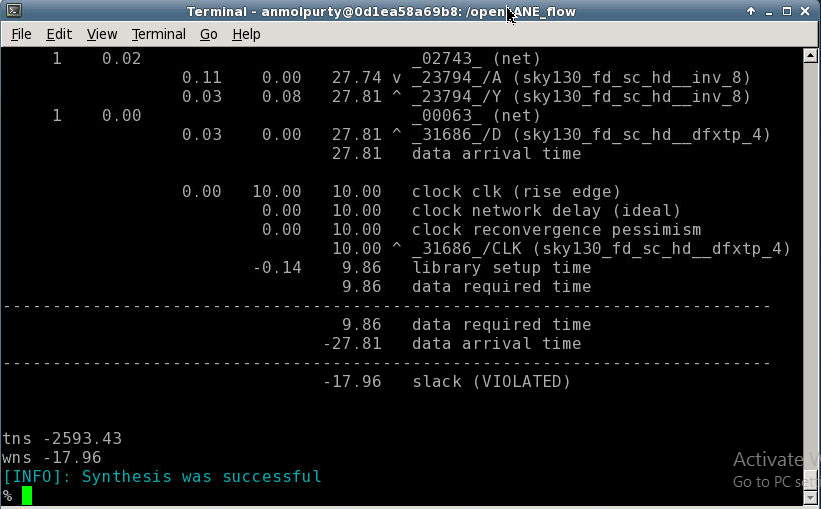 Terminal - anmolpurty@0d1ea58a69b8: /openLANE_flow
File Edit View Terminal Go Help
1 0.02 _02743_ (net)
0.11 0.00 27.74 v _23794_/A (sky130_fd_sc_hd__inv_8)
0.03 0.08 27.81 ^ _23794_/Y (sky130_fd_sc_hd__inv_8)
1 0.00 _00063_ (net)
0.03 0.00 27.81 ^ _31686_/D (sky130_fd_sc_hd__dfxtp_4)
27.81 data arrival time
0.00 10.00 10.00 clock clk (rise edge)
0.00 10.00 clock network delay (ideal)
0.00 10.00 clock reconvergence pessimism
10.00 ^ _31686_/CLK (sky130_fd_sc_hd__dfxtp_4)
-0.14 9.86 library setup time
9.86 data required time
-----------------------------------------------------------------------------
9.86 data required time
-27.81 data arrival time
-----------------------------------------------------------------------------
-17.96 slack (VIOLATED)
tns -2593.43
wns -17.96
[INFO]: Synthesis was successful
%
Activate W
Go to PC set